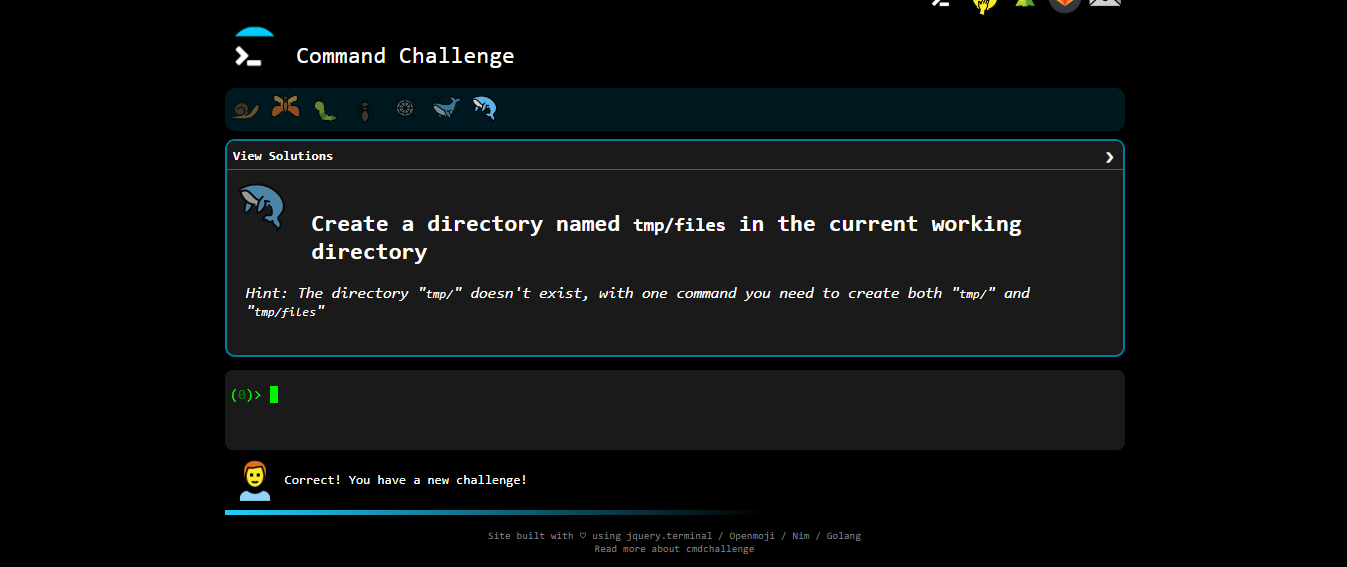 Command Challenge
View Solutions ❯
Create a directory named tmp/files in the current working
directory
Hint: The directory "tmp/" doesn't exist, with one command you need to create both "tmp/" and
"tmp/files"
(0)>
Correct! You have a new challenge!
Site built with ♡ using jquery.terminal / Openmoji / Nim / Golang
Read more about cmdchallenge